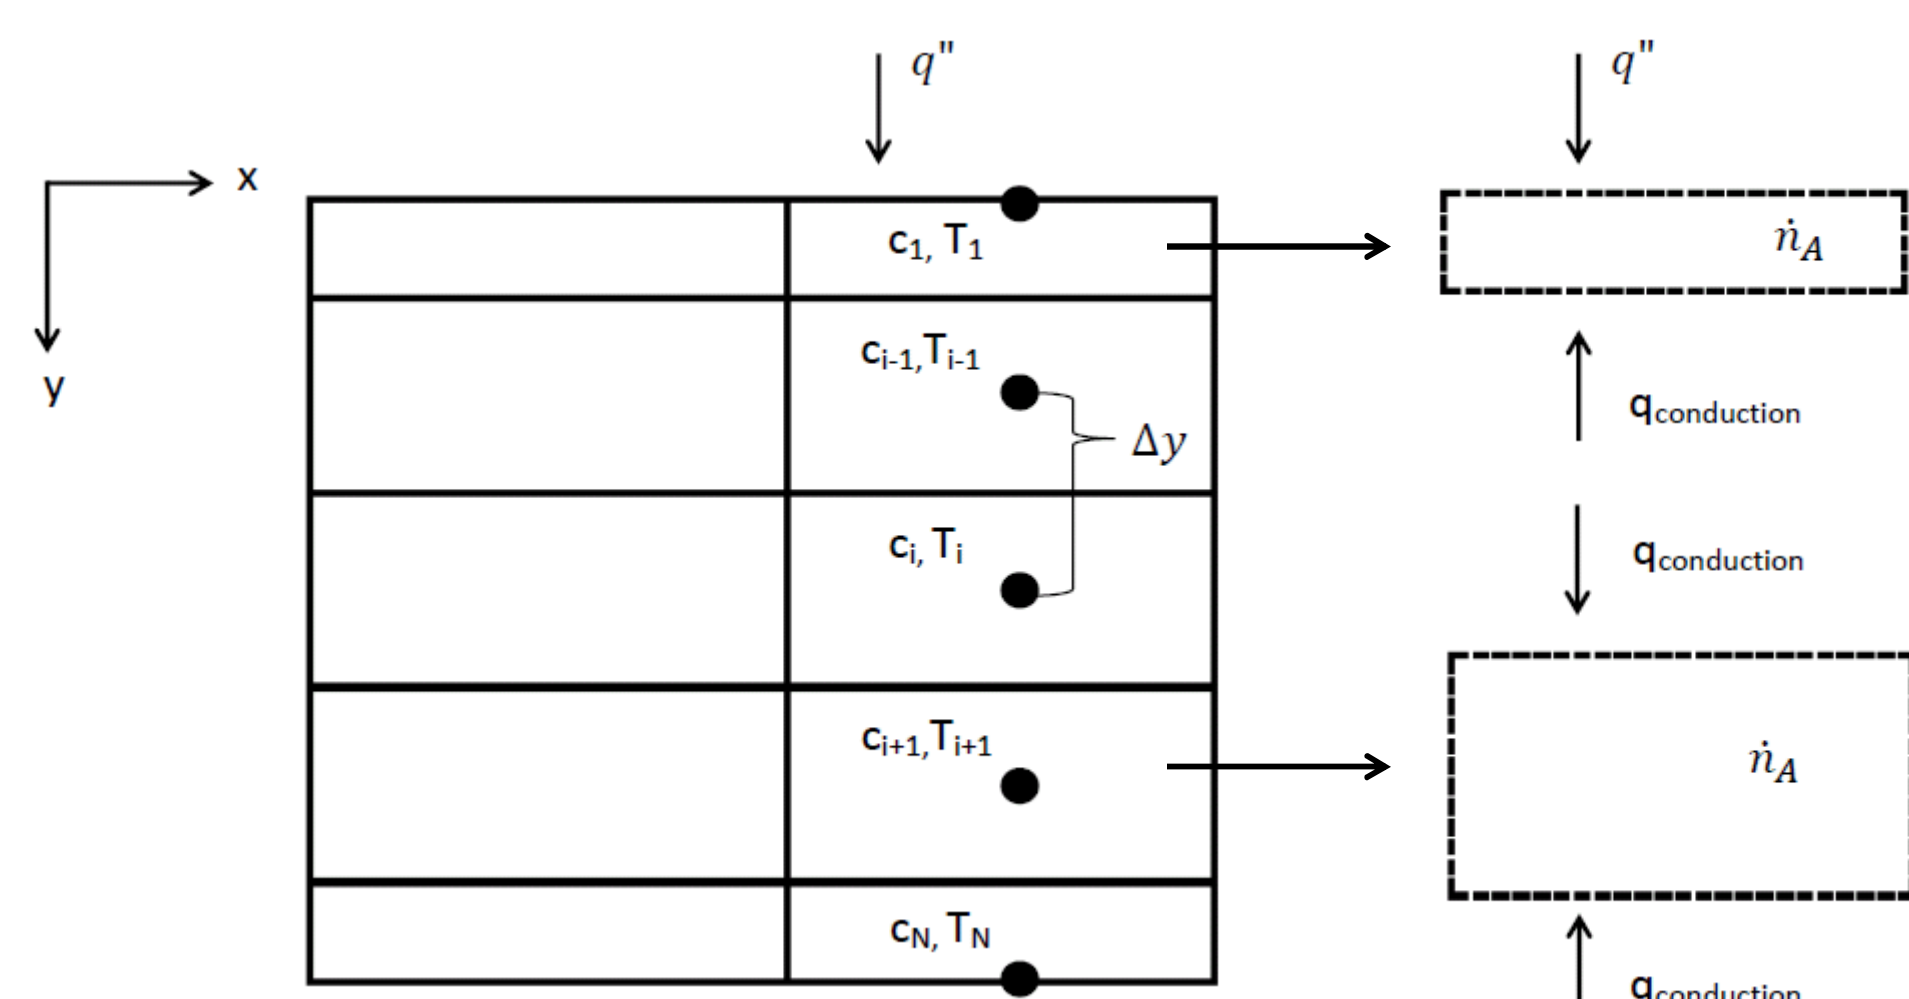 q" q"
x
c1, T1 ṅA
ci-1,Ti-1
y
qconduction
Δy
ci, Ti qconduction
ci+1,Ti+1
ṅA
cN, TN
qconduction